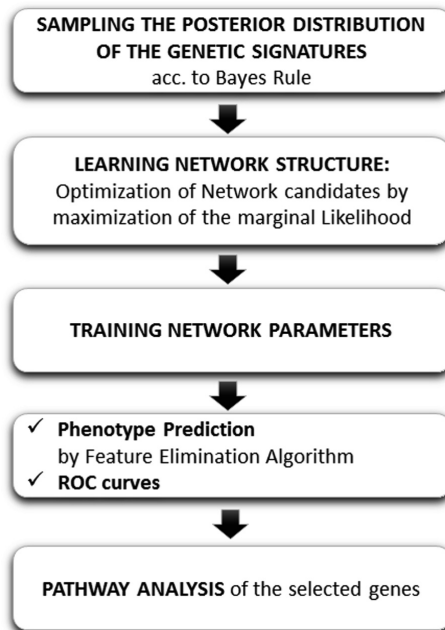 SAMPLING THE POSTERIOR DISTRIBUTION
OF THE GENETIC SIGNATURES
acc. to Bayes Rule
LEARNING NETWORK STRUCTURE:
Optimization of Network candidates by
maximization of the marginal Likelihood
TRAINING NETWORK PARAMETERS
✓ Phenotype Prediction
by Feature Elimination Algorithm
✓ ROC curves
PATHWAY ANALYSIS of the selected genes